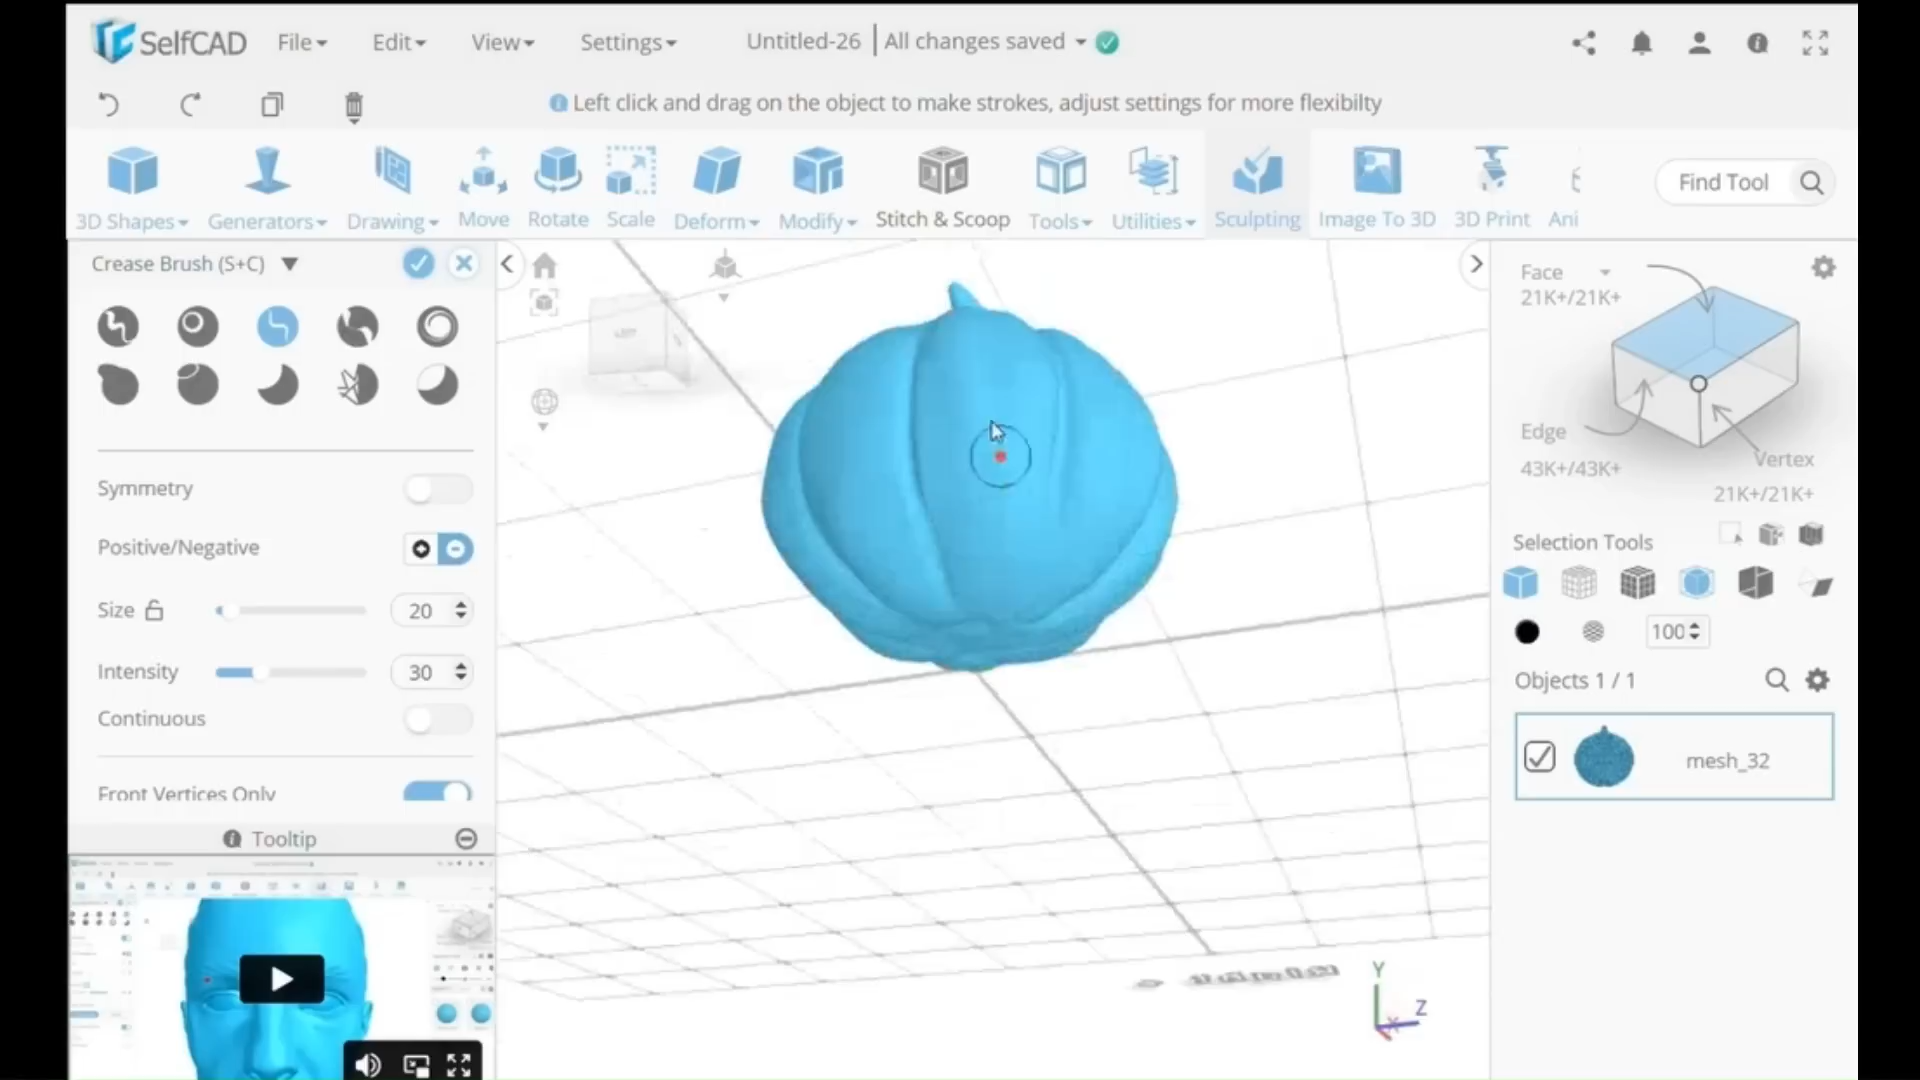 SelfCAD File Edit View Settings Untitled-26 All changes saved
Left click and drag on the object to make strokes, adjust settings for more flexibilty
3D Shapes Generators Drawing Move Rotate Scale Deform Modify Stitch & Scoop Tools Utilities Sculpting Image To 3D 3D Print Ani
Find Tool
Crease Brush (S+C)
Symmetry
Positive/Negative
Size 20
Intensity 30
Continuous
Front Vertices Only
Tooltip
LEFT
Y
Z
X
Face
21K+/21K+
Edge
43K+/43K+
Vertex
21K+/21K+
Selection Tools
100
Objects 1 / 1
mesh_32